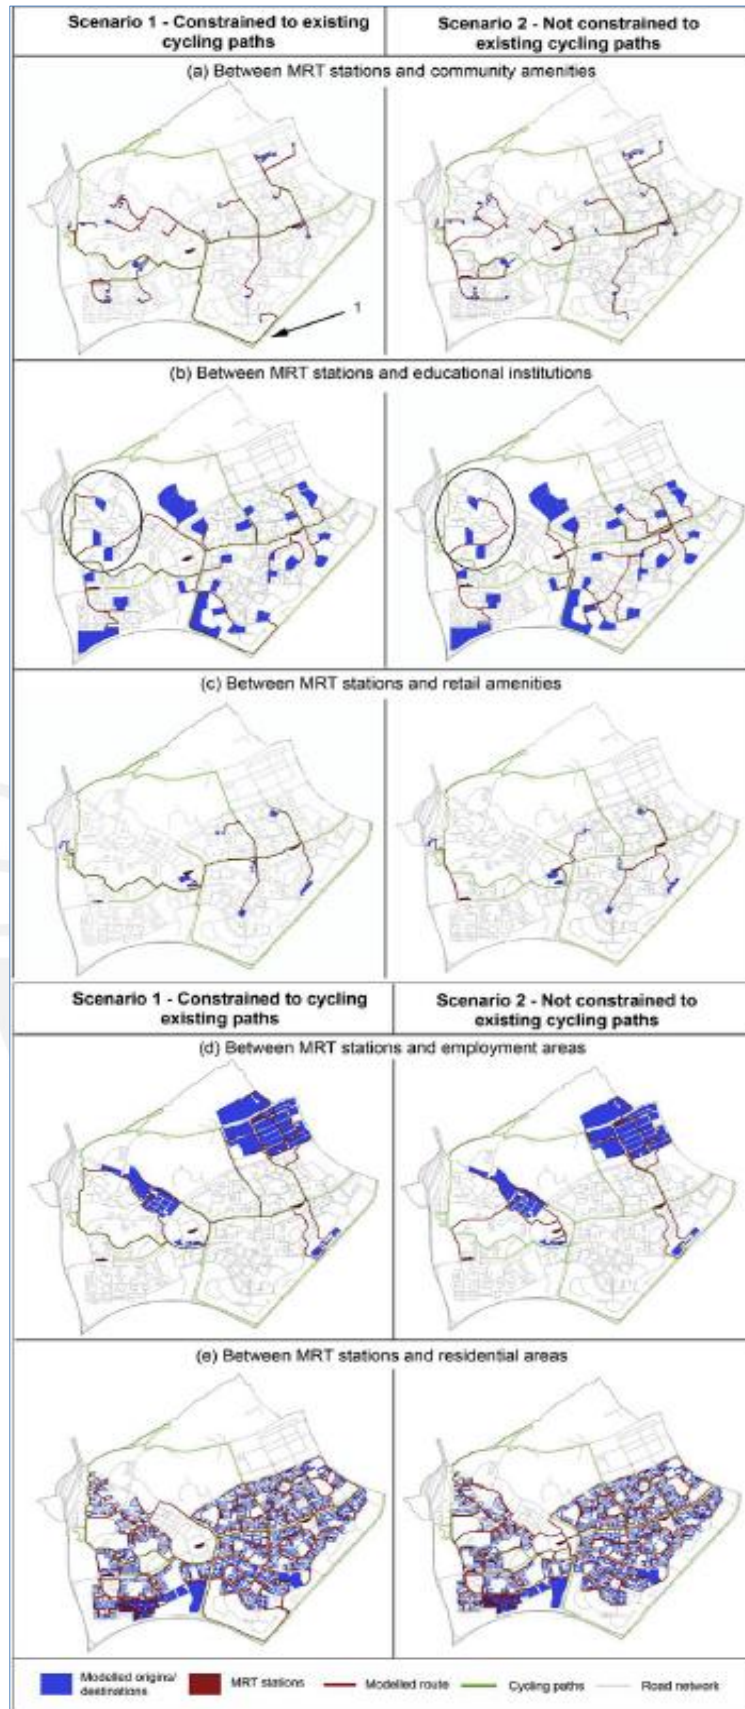 Scenario 1 - Constrained to existing
cycling paths
Scenario 2 - Not constrained to
existing cycling paths
(a) Between MRT stations and community amenities
1
(b) Between MRT stations and educational institutions
(c) Between MRT stations and retail amenities
Scenario 1 - Constrained to cycling
existing paths
Scenario 2 - Not constrained to
existing cycling paths
(d) Between MRT stations and employment areas
(e) Between MRT stations and residential areas
Modelled origins/
destinations
MRT stations
Modelled route
Cycling paths
Road network